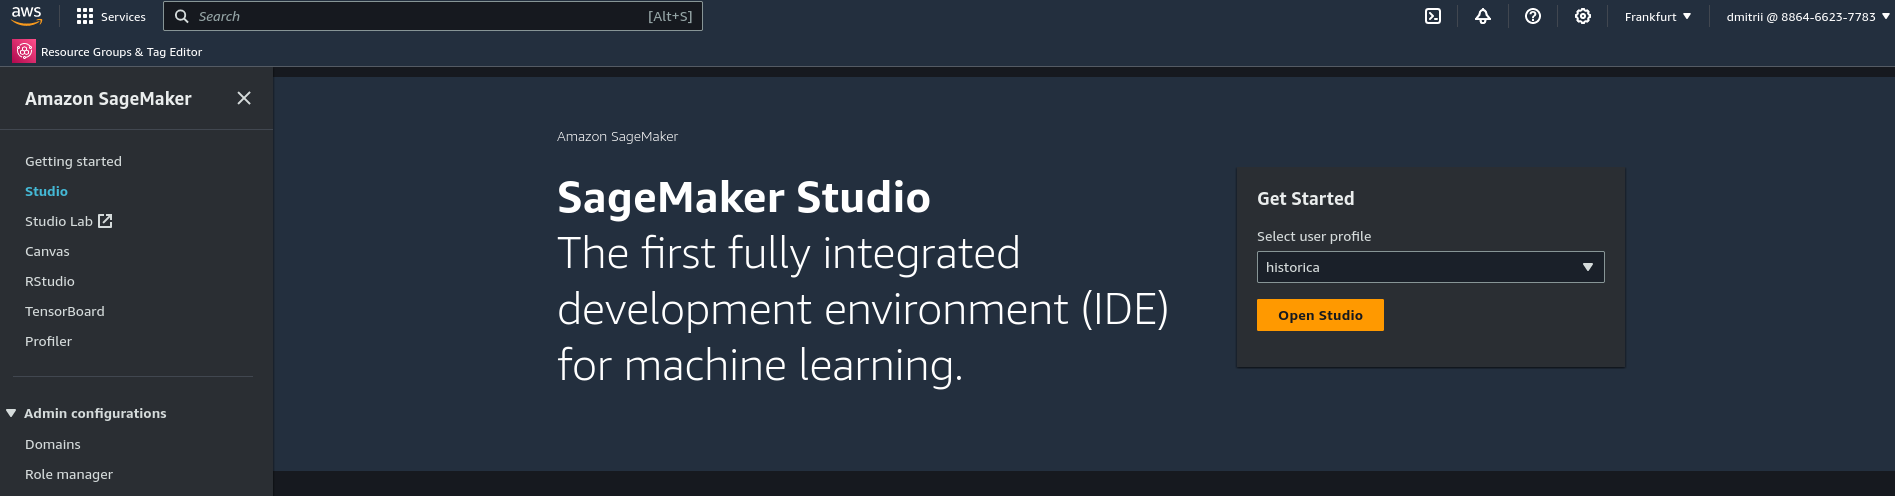 aws
Services
Search
[Alt+S]
Frankfurt
dmitrii @ 8864-6623-7783
Resource Groups & Tag Editor
Amazon SageMaker
Getting started
Studio
Studio Lab
Canvas
RStudio
TensorBoard
Profiler
Admin configurations
Domains
Role manager
Amazon SageMaker
SageMaker Studio
The first fully integrated
development environment (IDE)
for machine learning.
Get Started
Select user profile
historica
Open Studio